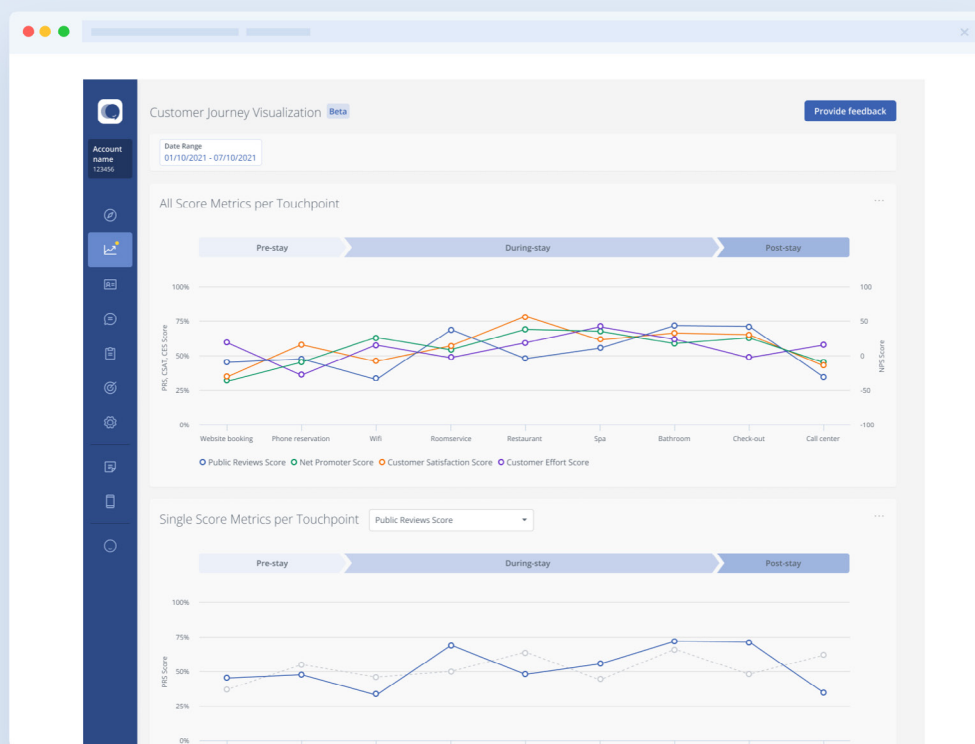 Customer Journey Visualization Beta
Provide feedback
Account
name
123456
Date Range
01/10/2021 - 07/10/2021
All Score Metrics per Touchpoint
Pre-stay During-stay Post-stay
100% 100
75% 50
50% 0
25% -50
0% -100
PRS, CSAT, CES Score
NPS Score
Website booking Phone reservation Wifi Roomservice Restaurant Spa Bathroom Check-out Call center
Public Reviews Score Net Promoter Score Customer Satisfaction Score Customer Effort Score
Single Score Metrics per Touchpoint Public Reviews Score
Pre-stay During-stay Post-stay
100%
75%
50%
25%
0%
PRS Score